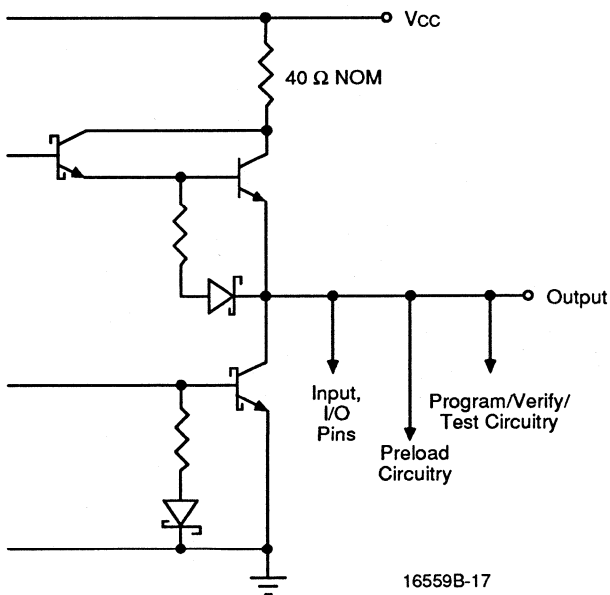 VCC
40 Ω NOM
Output
Input,
I/O
Pins
Program/Verify/
Test Circuitry
Preload
Circuitry
16559B-17